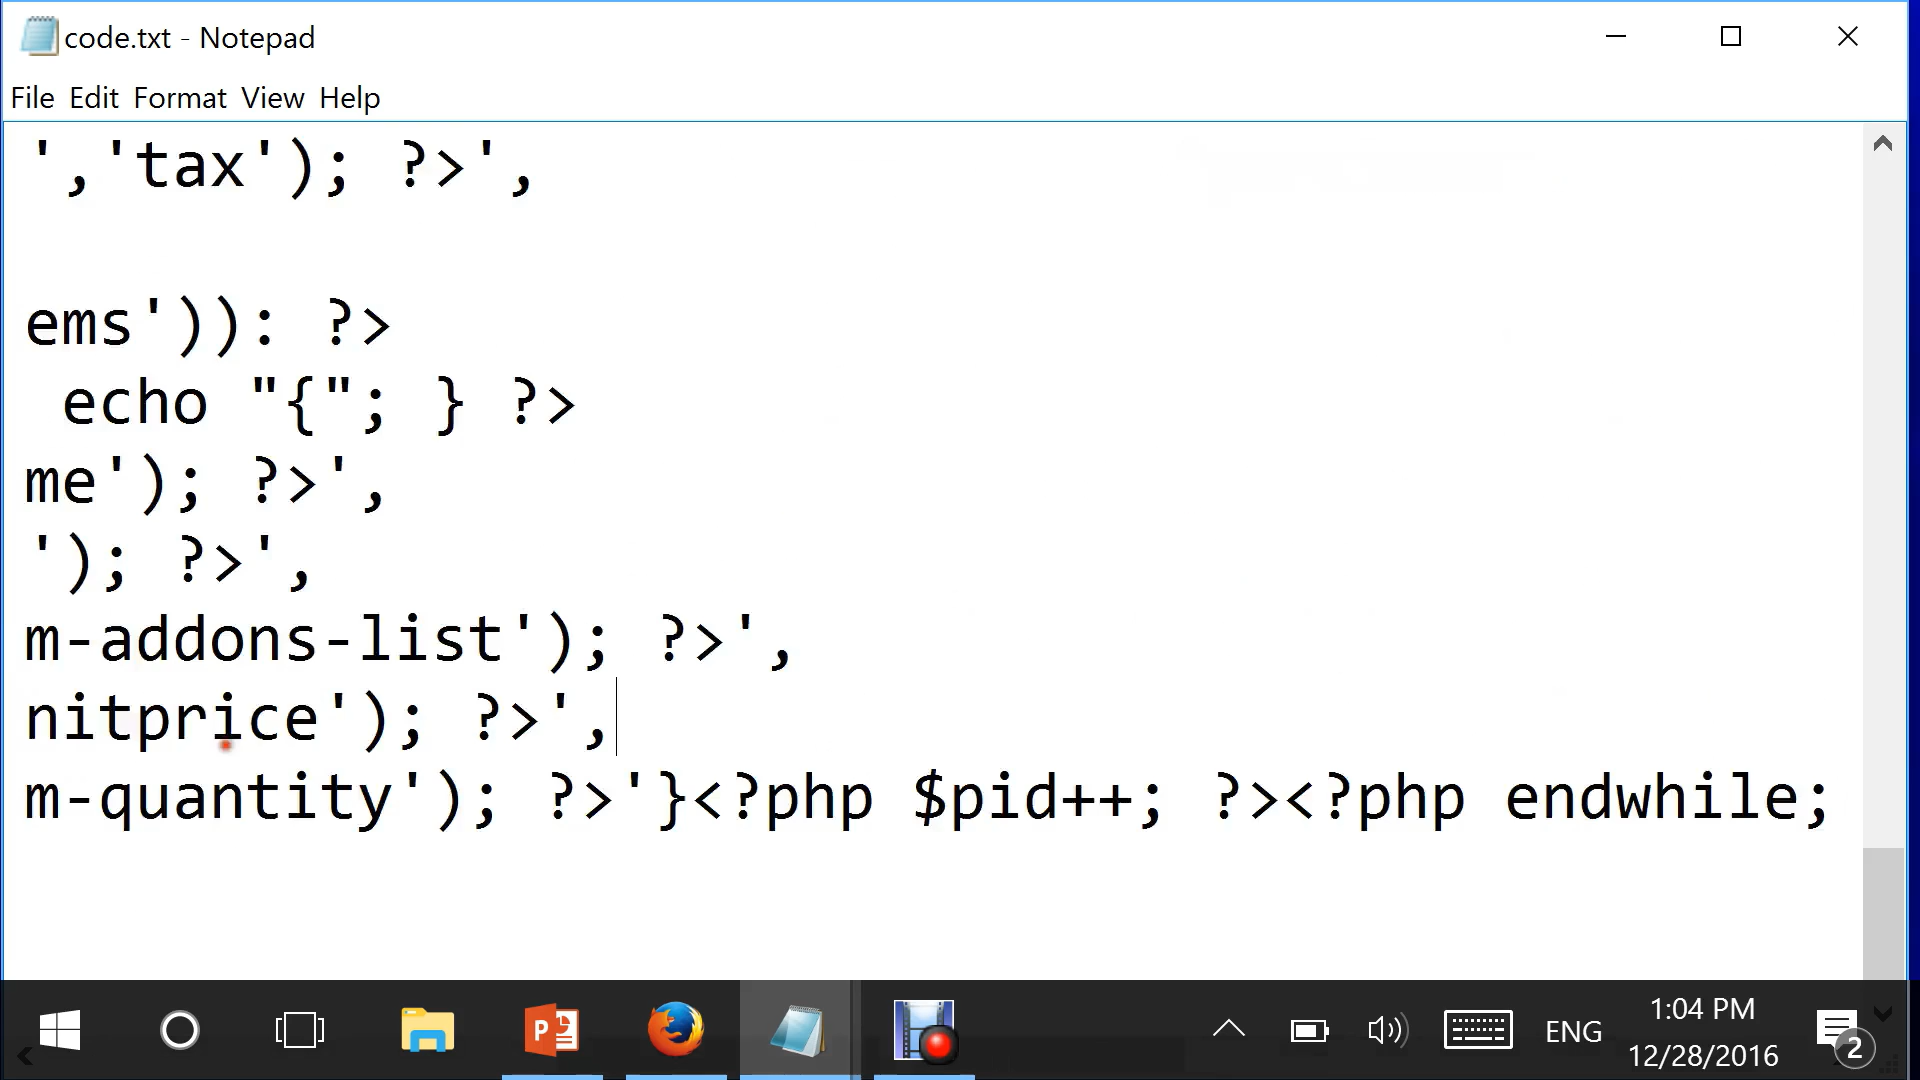 code.txt - Notepad
File Edit Format View Help
','tax'); ?>',
ems')): ?>
echo "{"; } ?>
me'); ?>',
'); ?>',
m-addons-list'); ?>',
nitprice'); ?>',
m-quantity'); ?>'}<?php $pid++; ?><?php endwhile;
ENG
1:04 PM
12/28/2016
2